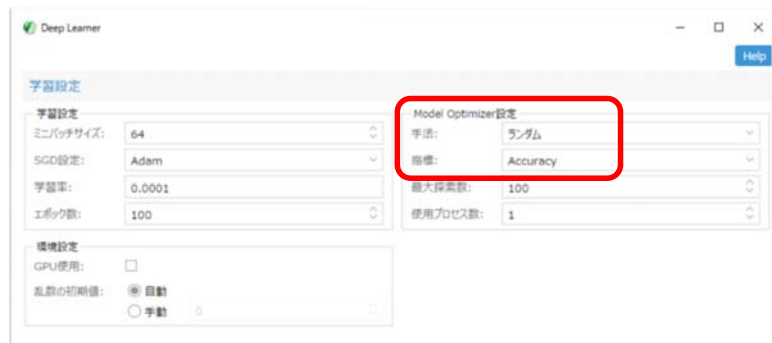 Deep Learner
Help
学習設定
学習設定
ミニバッチサイズ: 64
SGD設定: Adam
学習率: 0.0001
エポック数: 100
Model Optimizer設定
手法: ランダム
指標: Accuracy
最大探索数: 100
使用プロセス数: 1
環境設定
GPU使用:
乱数の初期値: 自動
手動 0